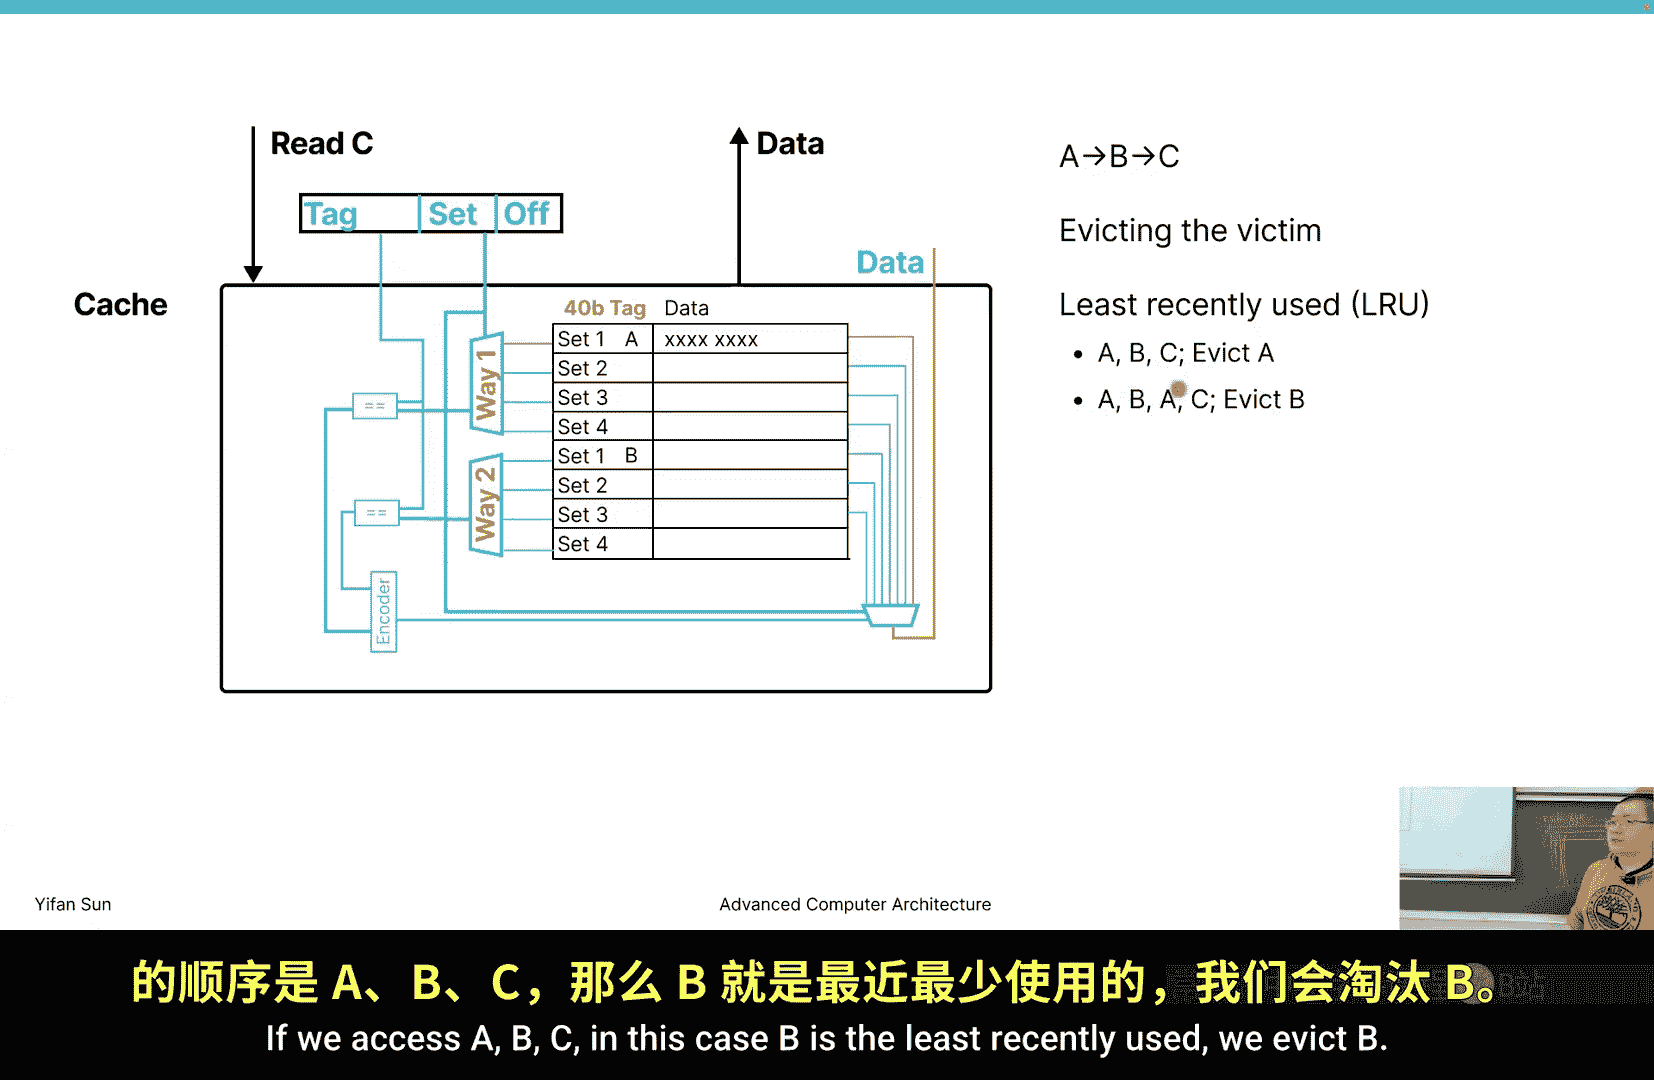 Read C
Data
A→B→C
Tag Set Off
Evicting the victim
Data
Cache
40b Tag Data
Least recently used (LRU)
Set 1 A xxxx xxxx
• A, B, C; Evict A
Set 2
Way 1
Set 3
• A, B, A, C; Evict B
==
Set 4
Set 1 B
Set 2
Way 2
Set 3
==
Set 4
Encoder
Yifan Sun
Advanced Computer Architecture
的顺序是 A、B、C，那么 B 就是最近最少使用的，我们会淘汰 B。
If we access A, B, C, in this case B is the least recently used, we evict B.